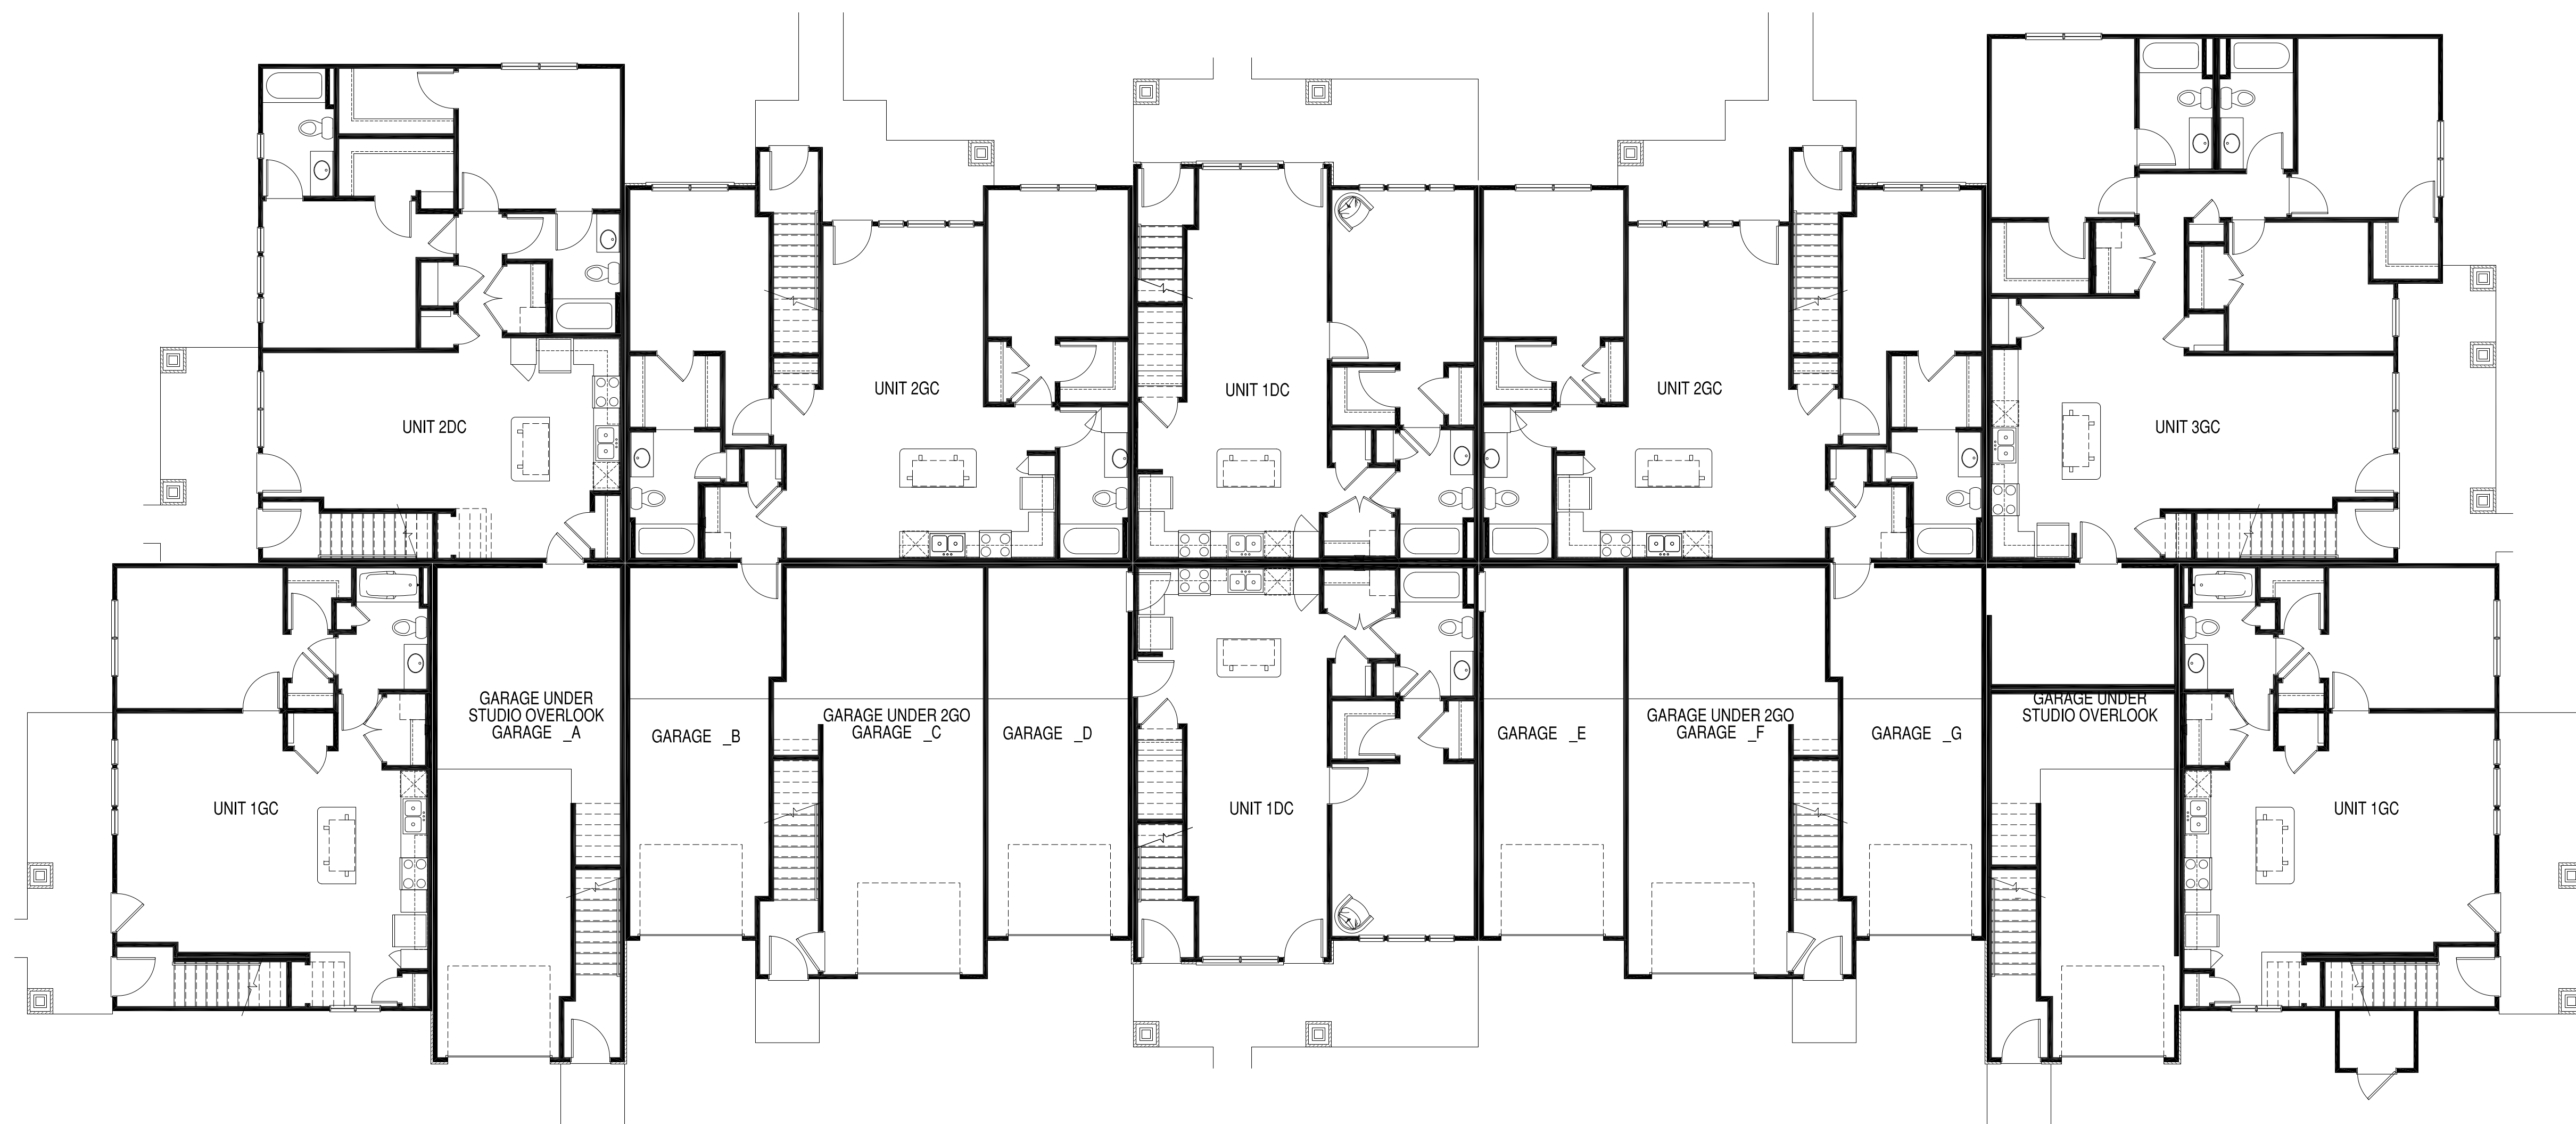 UNIT 2GC
UNIT 1DC
UNIT 2GC
UNIT 2DC
UNIT 3GC
GARAGE UNDER
STUDIO OVERLOOK
GARAGE _A
GARAGE _B
GARAGE UNDER 2GO
GARAGE _C
GARAGE _D
GARAGE _E
GARAGE UNDER 2GO
GARAGE _F
GARAGE _G
GARAGE UNDER
STUDIO OVERLOOK
UNIT 1GC
UNIT 1DC
UNIT 1GC